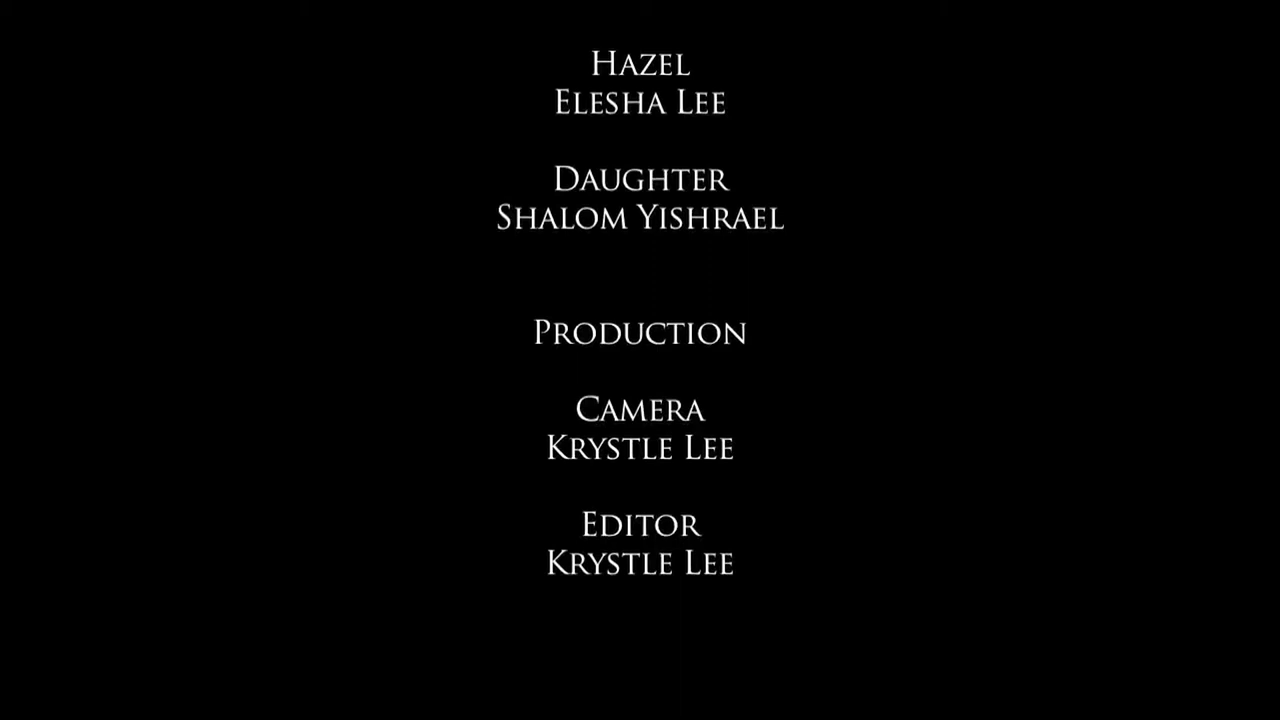 Hazel
Elesha Lee
Daughter
Shalom Yishrael
Production
Camera
Krystle Lee
Editor
Krystle Lee